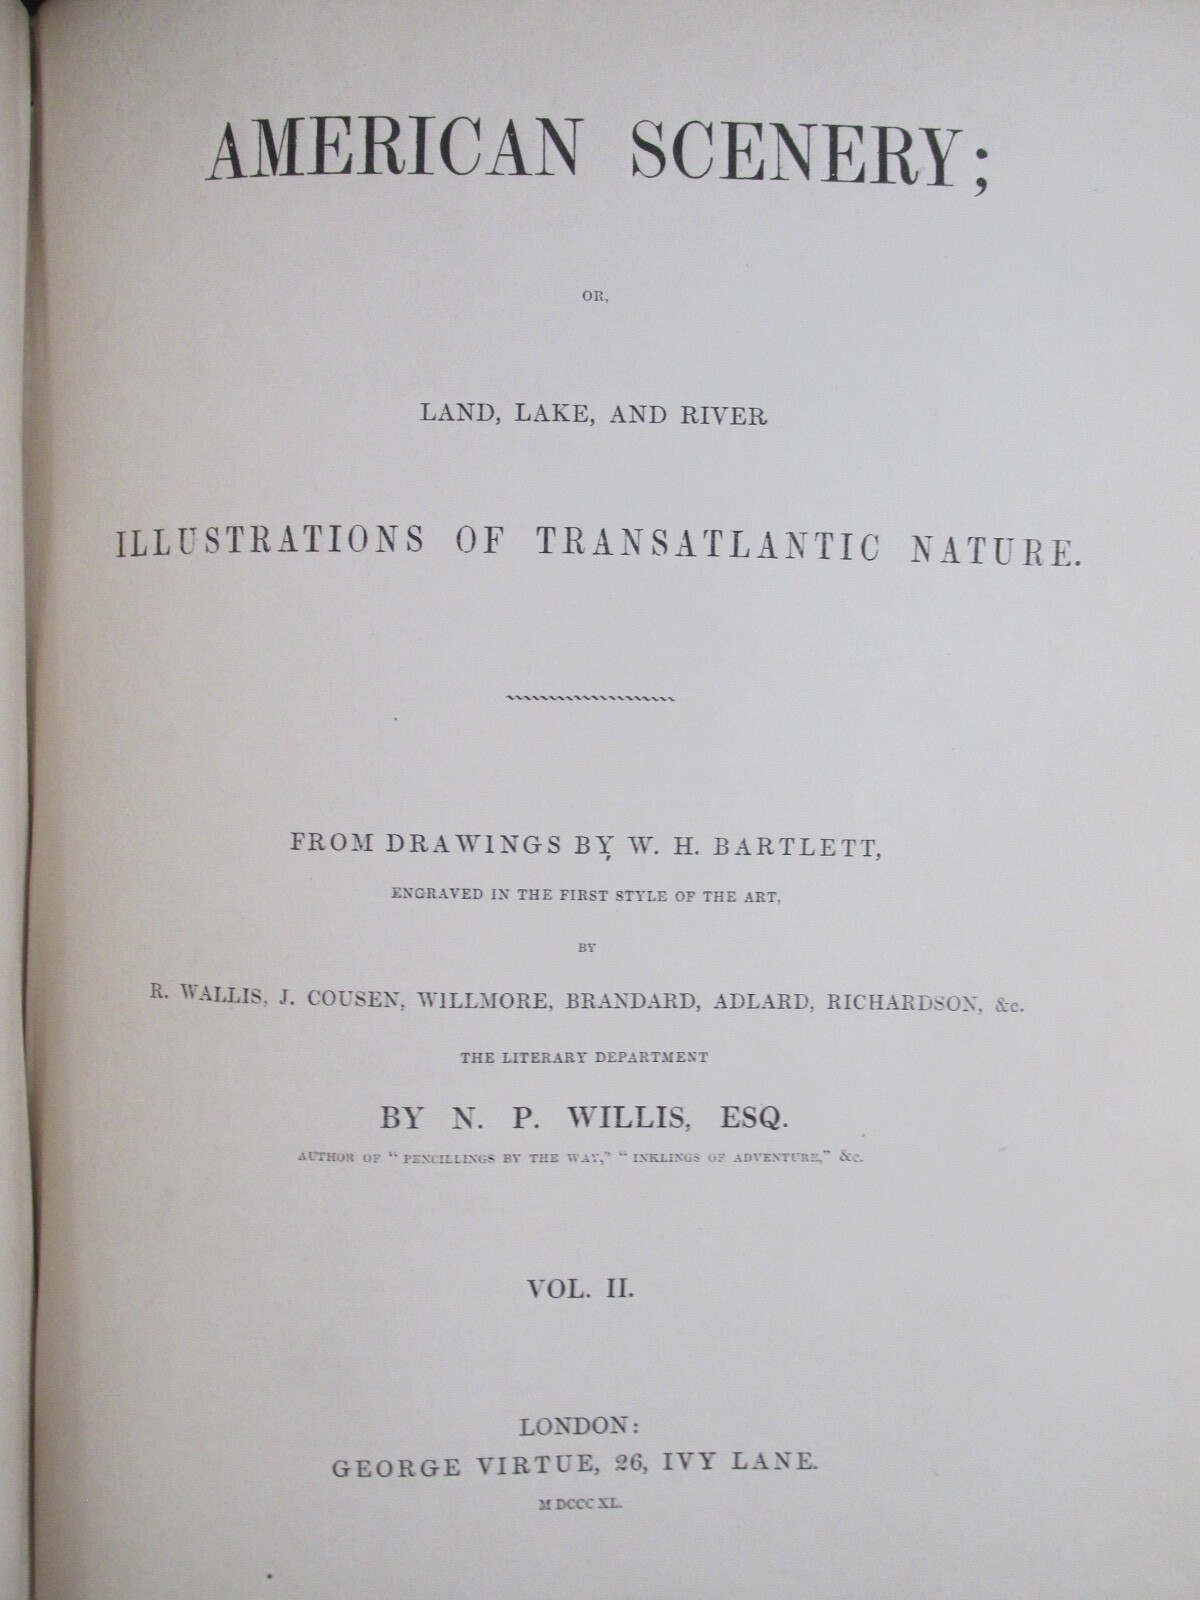 AMERICAN SCENERY;
OR,
LAND, LAKE, AND RIVER
ILLUSTRATIONS OF TRANSATLANTIC NATURE.
FROM DRAWINGS BY W. H. BARTLETT,
ENGRAVED IN THE FIRST STYLE OF THE ART,
BY
R. WALLIS, J. COUSEN, WILLMORE, BRANDARD, ADLARD, RICHARDSON, &c.
THE LITERARY DEPARTMENT
BY N. P. WILLIS, ESQ.
AUTHOR OF “PENCILLINGS BY THE WAY,” “INKLINGS OF ADVENTURE,” &c.
VOL. II.
LONDON:
GEORGE VIRTUE, 26, IVY LANE.
MDCCCXL.